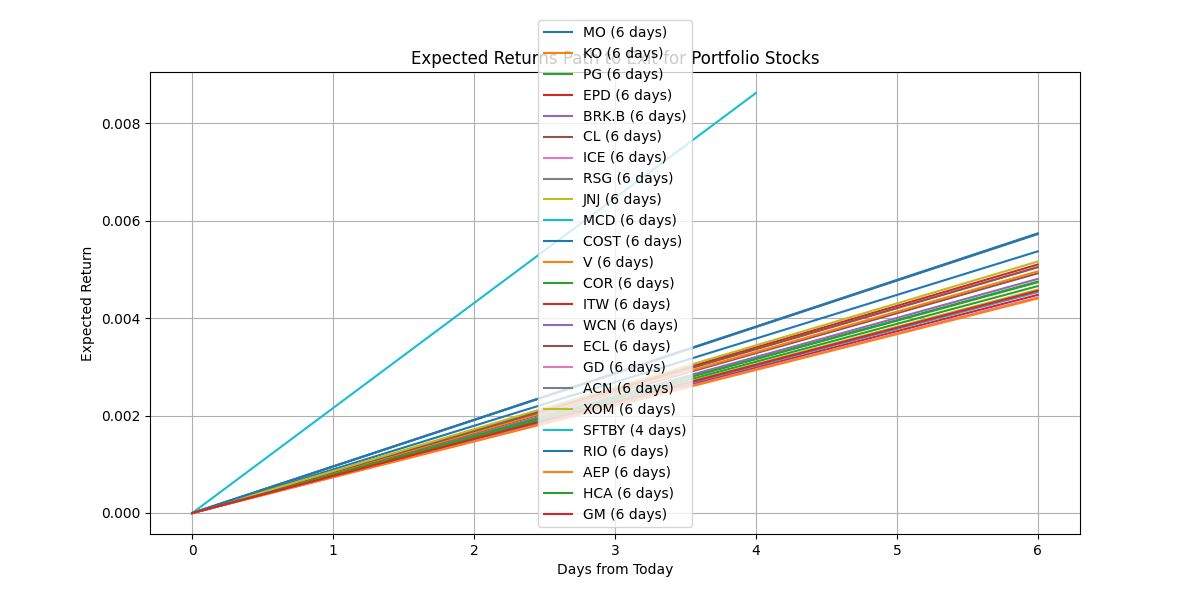 Expected Returns Path to Exit for Portfolio Stocks
MO (6 days)
KO (6 days)
PG (6 days)
EPD (6 days)
BRK.B (6 days)
CL (6 days)
ICE (6 days)
RSG (6 days)
JNJ (6 days)
MCD (6 days)
COST (6 days)
V (6 days)
COR (6 days)
ITW (6 days)
WCN (6 days)
ECL (6 days)
GD (6 days)
ACN (6 days)
XOM (6 days)
SFTBY (4 days)
RIO (6 days)
AEP (6 days)
HCA (6 days)
GM (6 days)
Expected Return
0.008
0.006
0.004
0.002
0.000
0 1 2 3 4 5 6
Days from Today